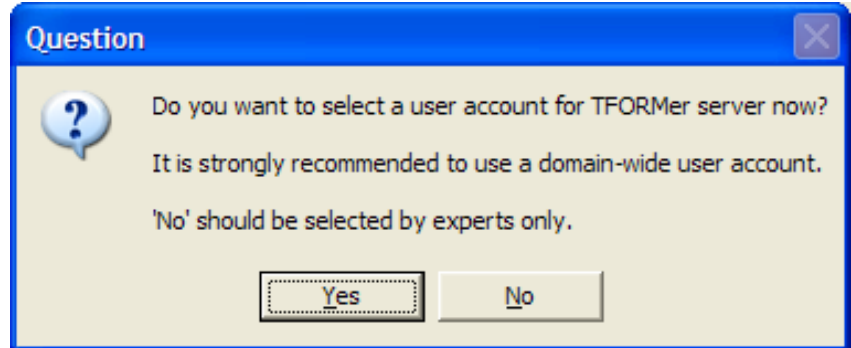 Question
Do you want to select a user account for TFORMer server now?
It is strongly recommended to use a domain-wide user account.
'No' should be selected by experts only.
Yes No